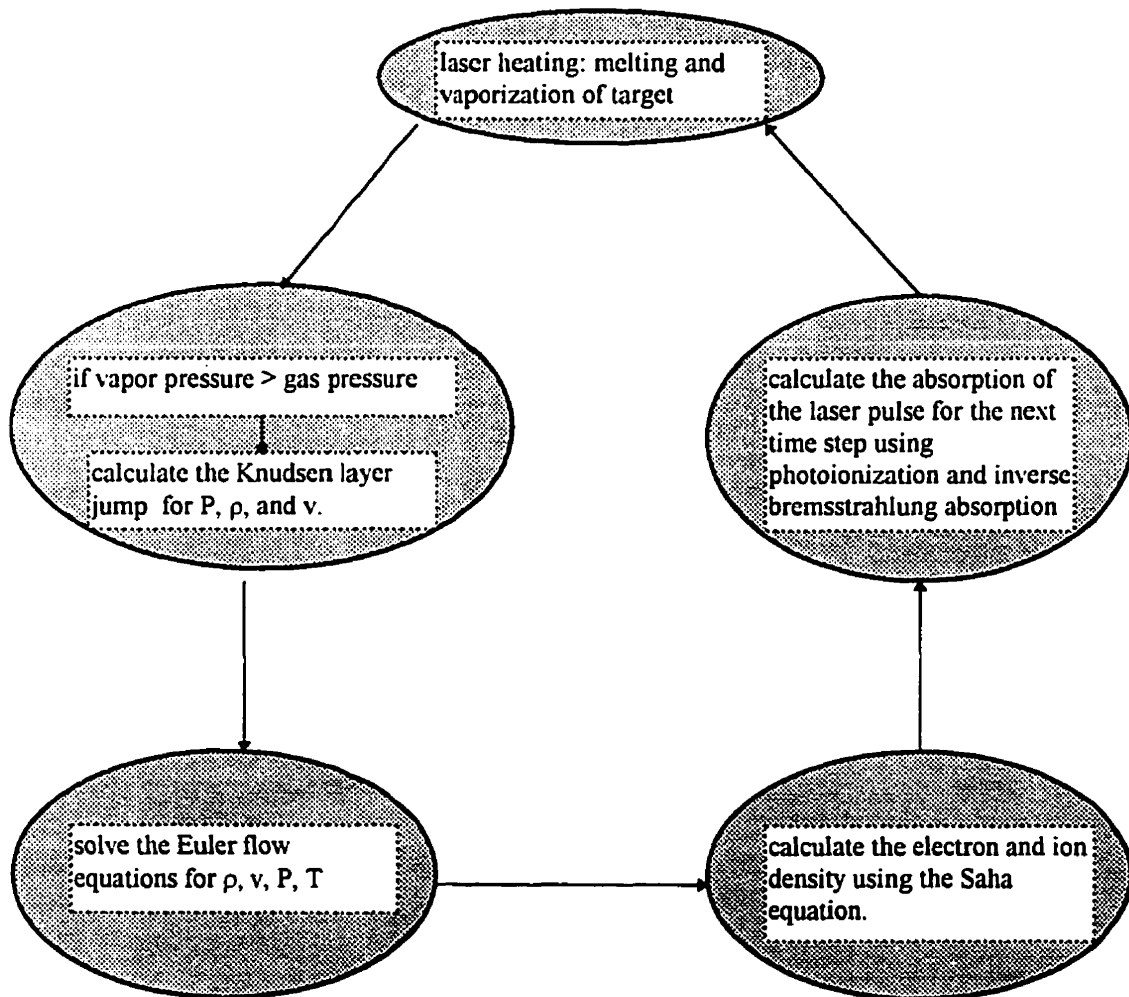 laser heating: melting and
vaporization of target
if vapor pressure > gas pressure
calculate the Knudsen layer
jump for P, ρ, and v.
solve the Euler flow
equations for ρ, v, P, T
calculate the electron and ion
density using the Saha
equation.
calculate the absorption of
the laser pulse for the next
time step using
photoionization and inverse
bremsstrahlung absorption